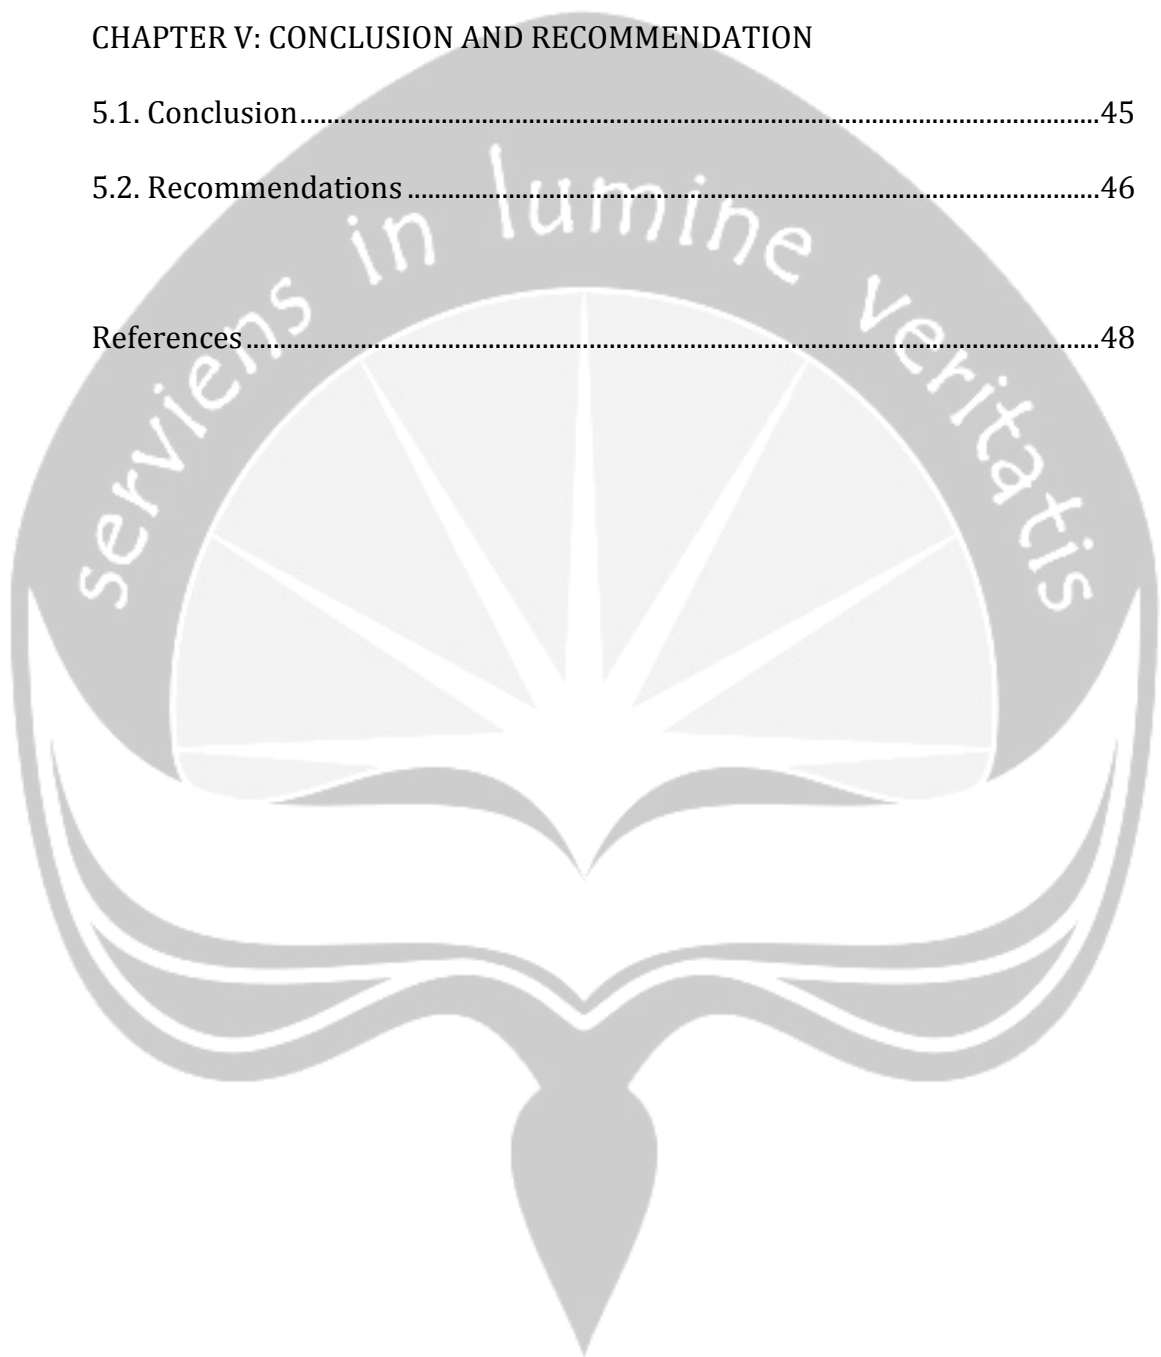 CHAPTER V: CONCLUSION AND RECOMMENDATION
5.1. Conclusion...............................................................................................................45
5.2. Recommendations ................................................................................................46
References......................................................................................................................48
serviens in lumine veritatis